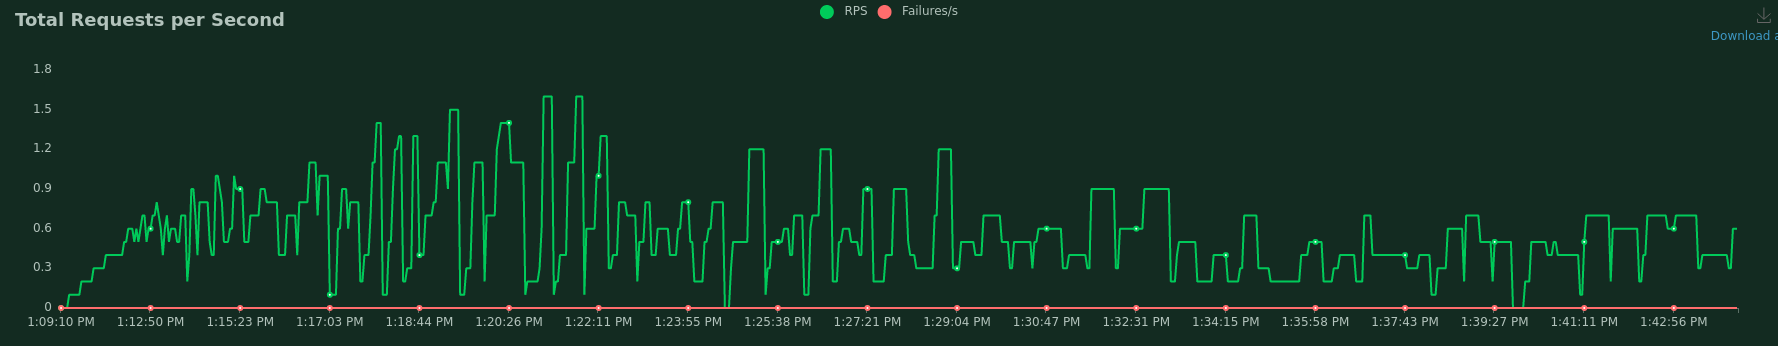 Total Requests per Second
RPS
Failures/s
Download a
1.8
1.5
1.2
0.9
0.6
0.3
0
1:09:10 PM
1:12:50 PM
1:15:23 PM
1:17:03 PM
1:18:44 PM
1:20:26 PM
1:22:11 PM
1:23:55 PM
1:25:38 PM
1:27:21 PM
1:29:04 PM
1:30:47 PM
1:32:31 PM
1:34:15 PM
1:35:58 PM
1:37:43 PM
1:39:27 PM
1:41:11 PM
1:42:56 PM